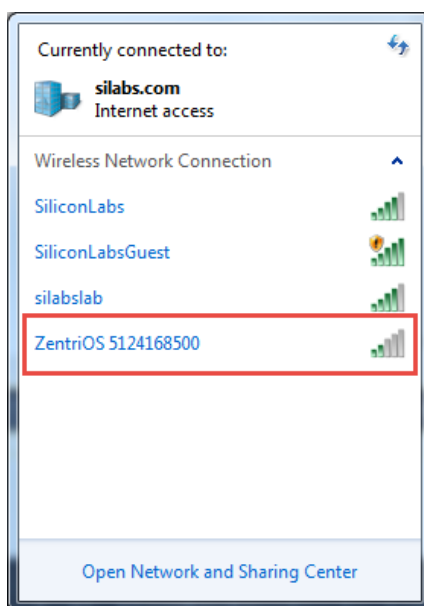 Currently connected to:
silabs.com
Internet access
Wireless Network Connection
SiliconLabs
SiliconLabsGuest
silabslab
ZentriOS 5124168500
Open Network and Sharing Center